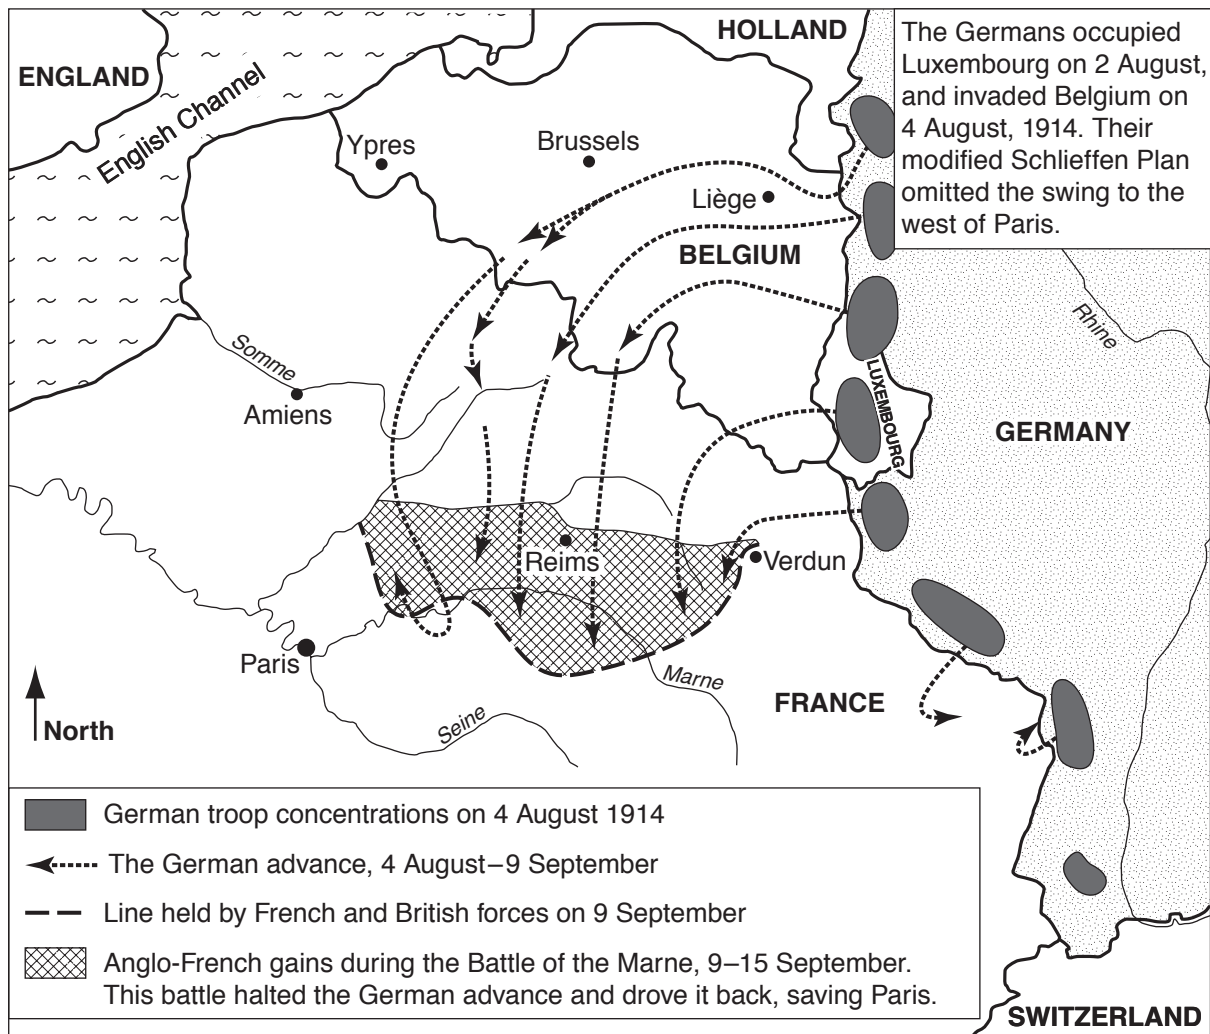 HOLLAND
ENGLAND
English Channel
The Germans occupied
Luxembourg on 2 August,
and invaded Belgium on
4 August, 1914. Their
modified Schlieffen Plan
omitted the swing to the
west of Paris.
Ypres
Brussels
Liège
BELGIUM
Rhine
Somme
Amiens
LUXEMBOURG
GERMANY
Reims
Verdun
Paris
Marne
FRANCE
Seine
North
German troop concentrations on 4 August 1914
The German advance, 4 August–9 September
Line held by French and British forces on 9 September
Anglo-French gains during the Battle of the Marne, 9–15 September.
This battle halted the German advance and drove it back, saving Paris.
SWITZERLAND